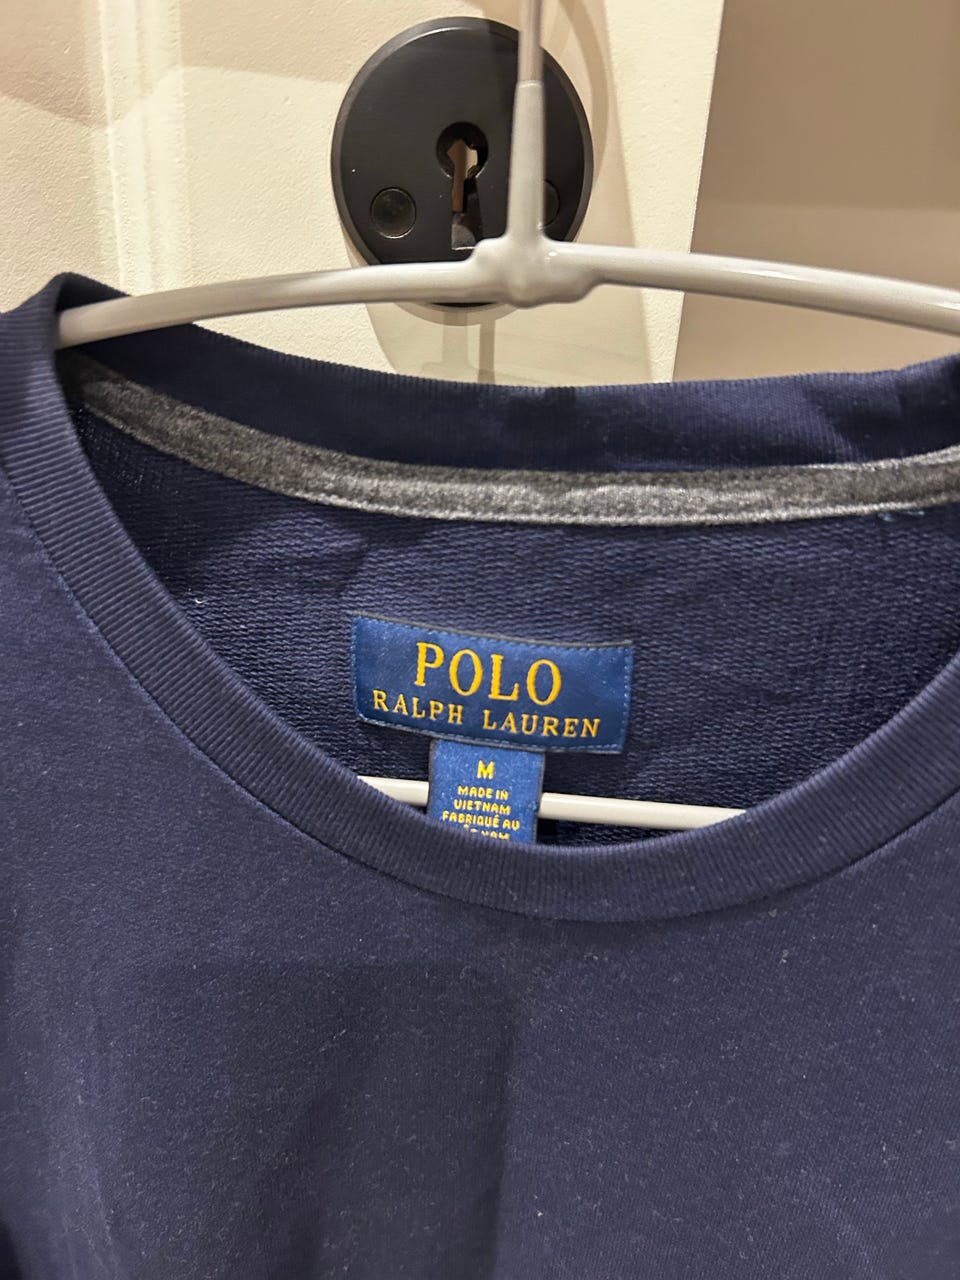 POLO
RALPH LAUREN
M
MADE IN
VIETNAM
FABRIQUÉ AU